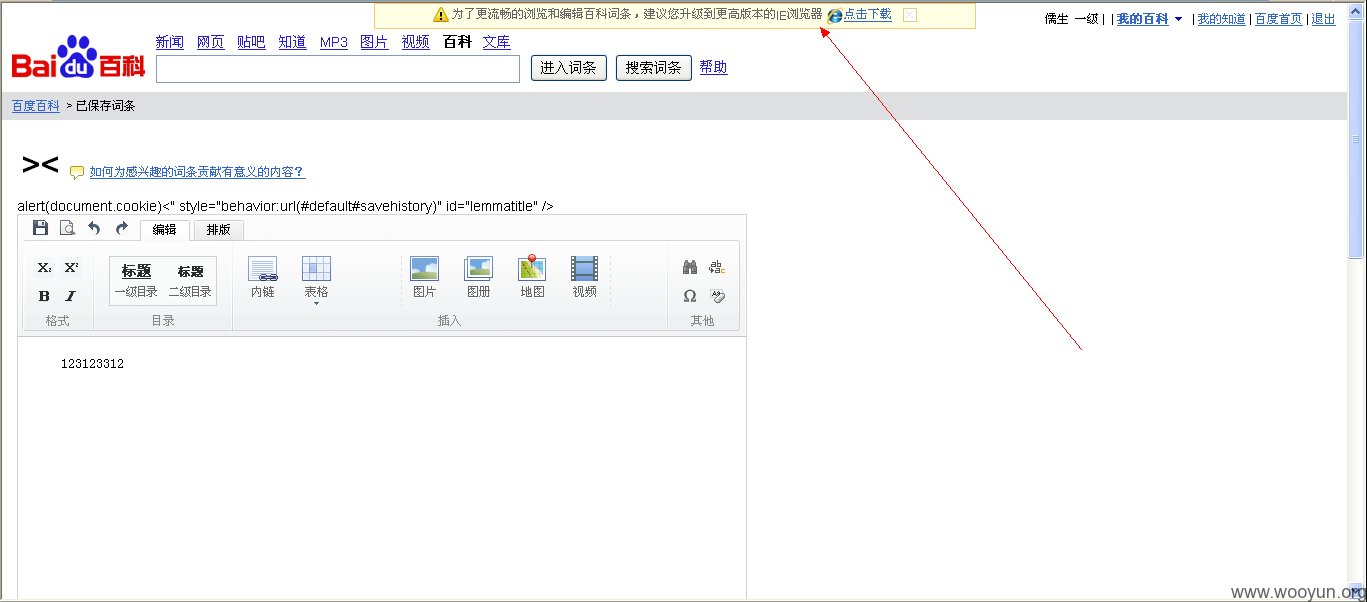 为了更流畅的浏览和编辑百科词条，建议您升级到更高版本的IE浏览器 点击下载
儒生 一级 | | 我的百科 ▼ | 我的知道 | 百度首页 | 退出
新闻 网页 贴吧 知道 MP3 图片 视频 百科 文库
Bai du 百科
进入词条 搜索词条 帮助
百度百科 > 已保存词条
>< 如何为感兴趣的词条贡献有意义的内容？
alert(document.cookie)<" style="behavior:url(#default#savehistory)" id="lemmatitle" />
编辑 排版
X₂ X² 标题 标题
一级目录 二级目录 内链 表格 图片 图册 地图 视频
B I Ω
格式 目录 插入 其他
123123312
www.wooyun.org